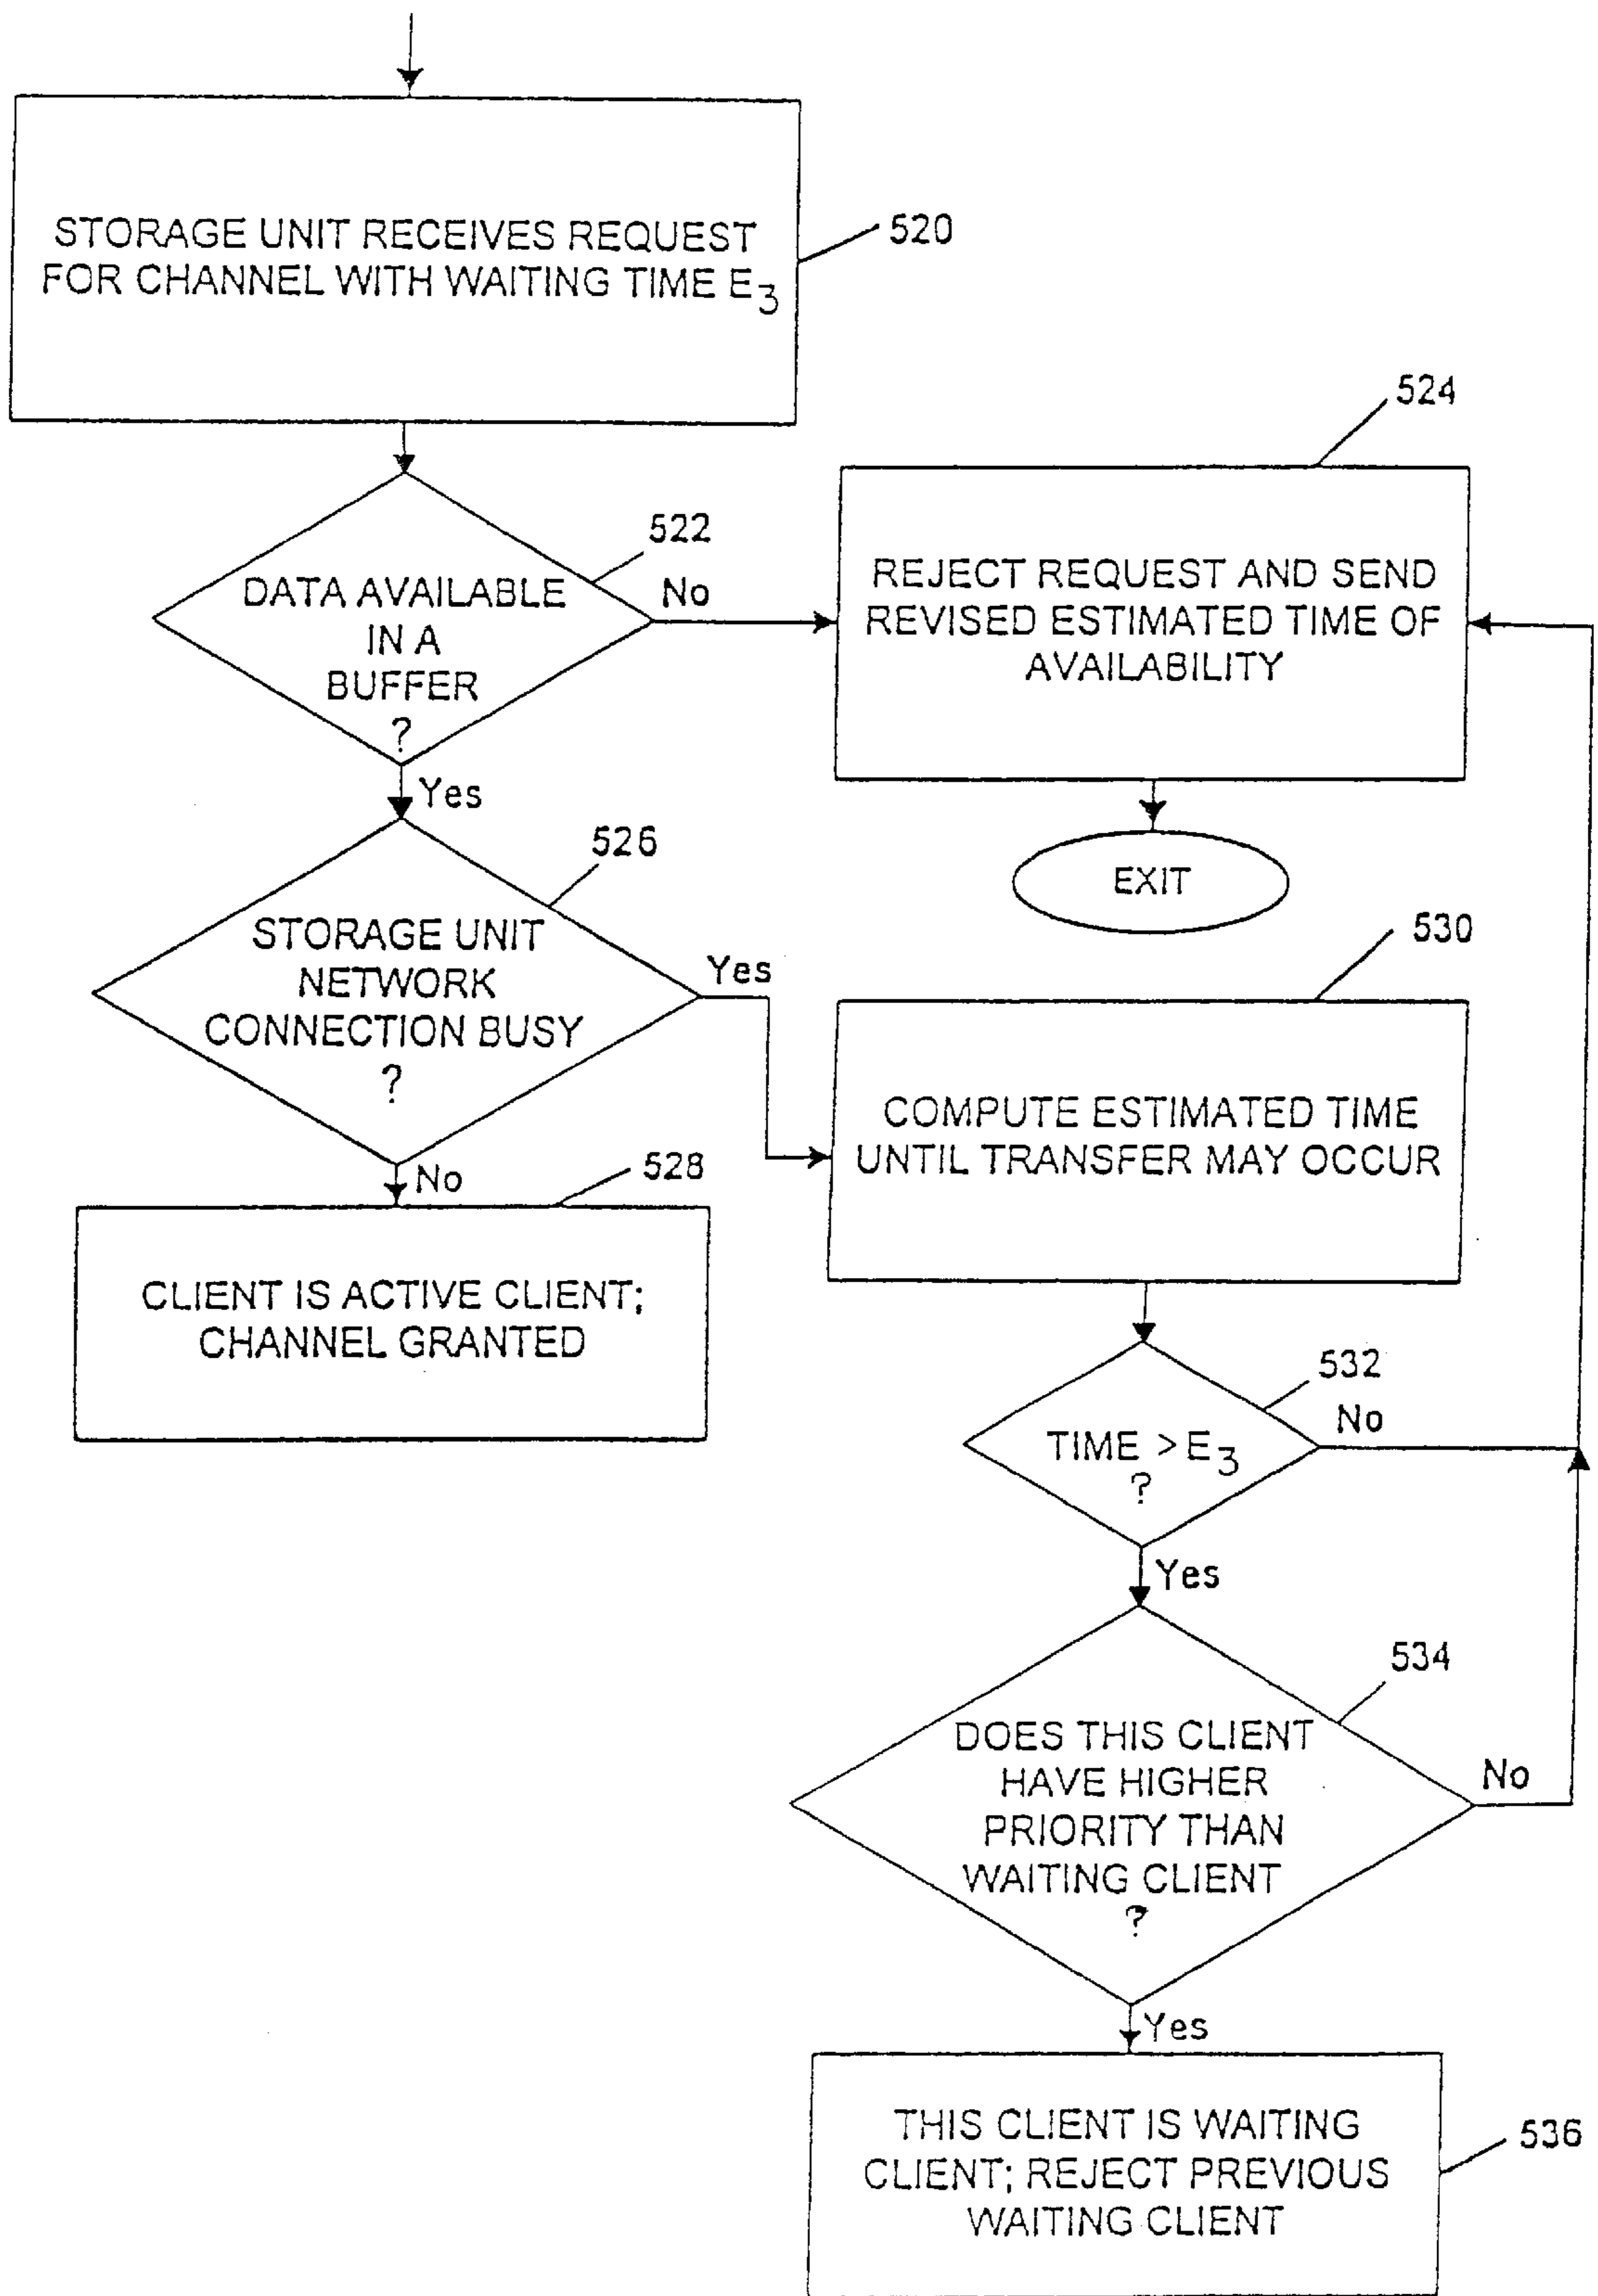 STORAGE UNIT RECEIVES REQUEST
FOR CHANNEL WITH WAITING TIME E3
520
DATA AVAILABLE
IN A
BUFFER
?
522
No
524
REJECT REQUEST AND SEND
REVISED ESTIMATED TIME OF
AVAILABILITY
EXIT
Yes
526
STORAGE UNIT
NETWORK
CONNECTION BUSY
?
Yes
No
528
CLIENT IS ACTIVE CLIENT;
CHANNEL GRANTED
530
COMPUTE ESTIMATED TIME
UNTIL TRANSFER MAY OCCUR
532
TIME > E3
?
No
Yes
534
DOES THIS CLIENT
HAVE HIGHER
PRIORITY THAN
WAITING CLIENT
?
No
Yes
THIS CLIENT IS WAITING
CLIENT; REJECT PREVIOUS
WAITING CLIENT
536